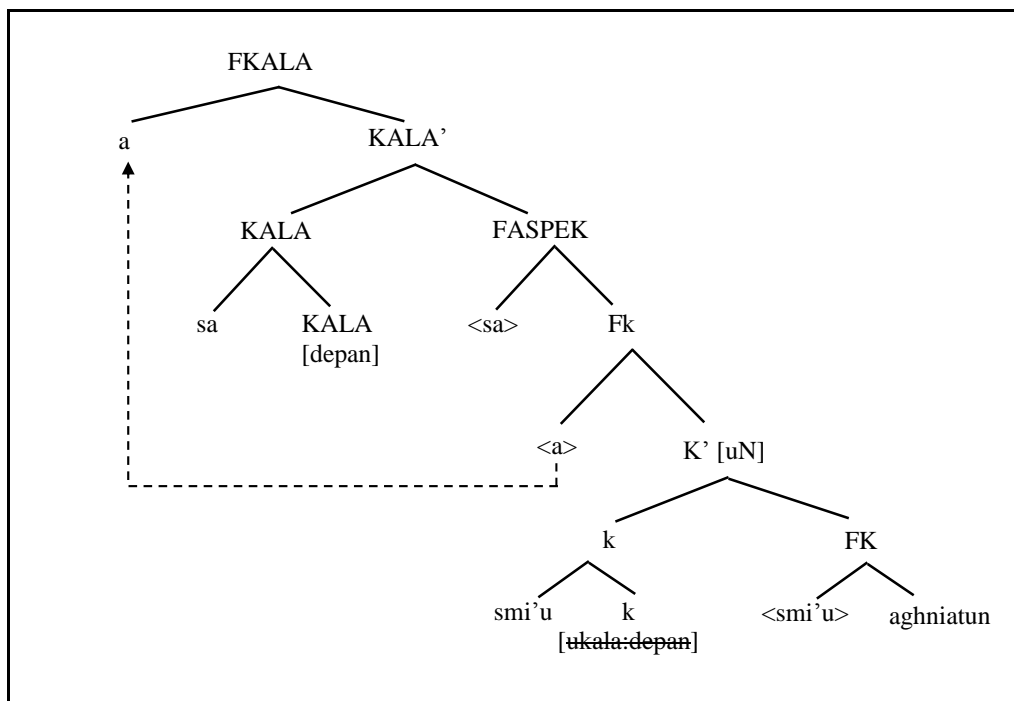 FKALA
a KALA’
KALA FASPEK
sa KALA <sa> Fk
[depan]
<a> K’ [uN]
k FK
smi’u k <smi’u> aghniatun
[ukala:depan]